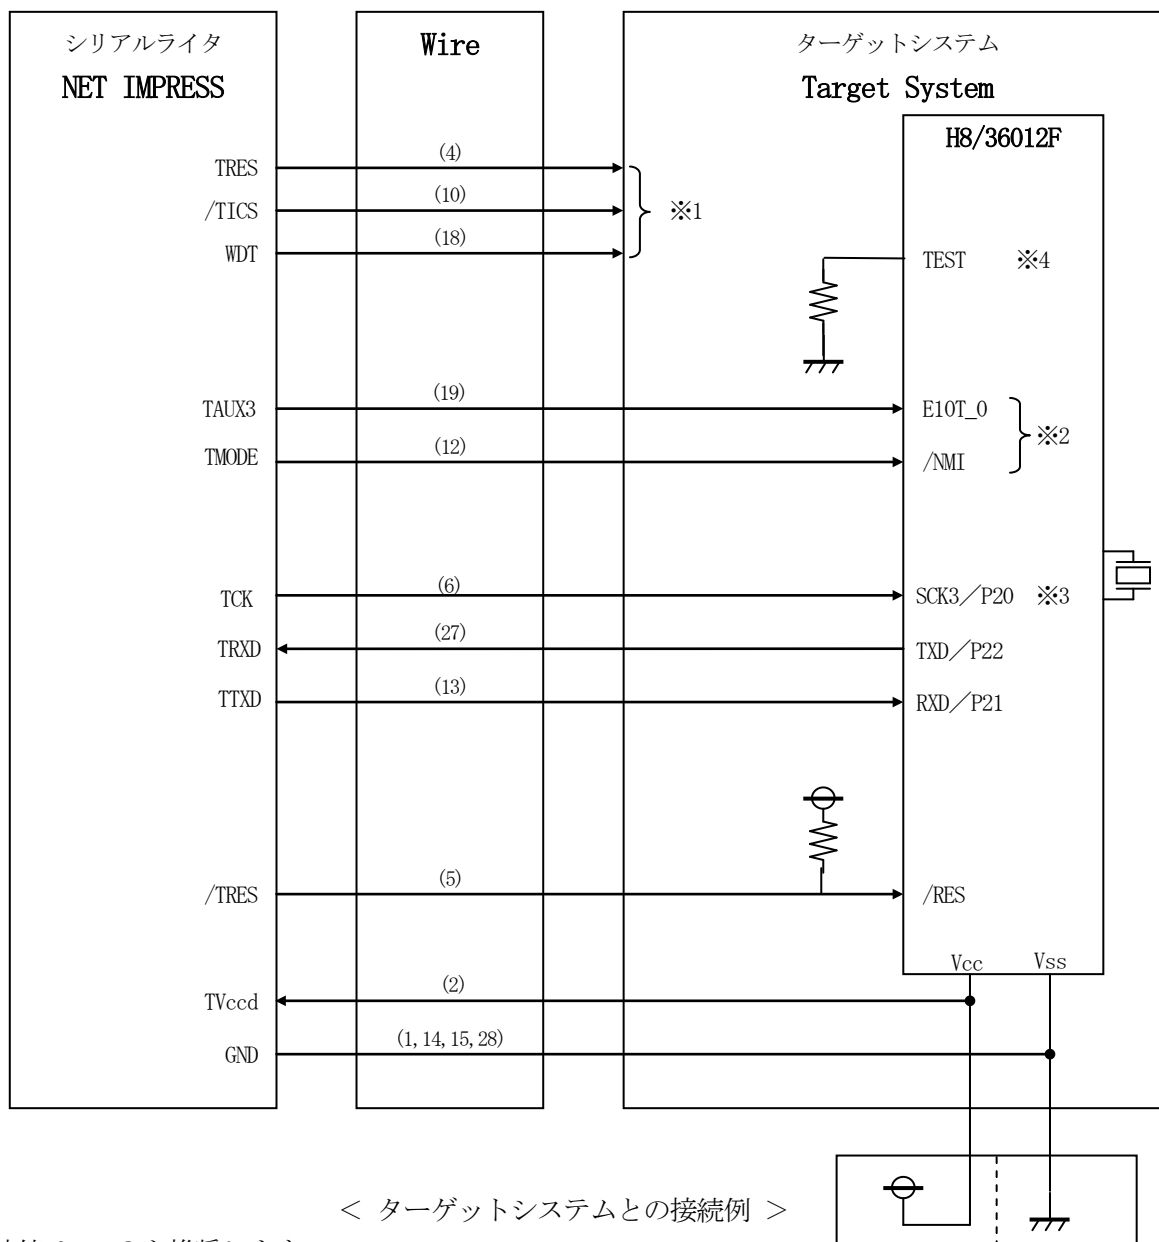 シリアルライタ
NET IMPRESS
Wire
ターゲットシステム
Target System
H8/36012F
TRES
(4)
/TICS
(10)
※1
WDT
(18)
TEST ※4
TAUX3
(19)
E10T_0
※2
TMODE
(12)
/NMI
TCK
(6)
SCK3／P20 ※3
TRXD
(27)
TXD／P22
TTXD
(13)
RXD／P21
/TRES
(5)
/RES
Vcc
Vss
TVccd
(2)
GND
(1,14,15,28)
＜ ターゲットシステムとの接続例 ＞